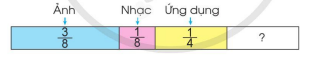 Ảnh Nhạc Ứng dụng
3/8 1/8 1/4 ?